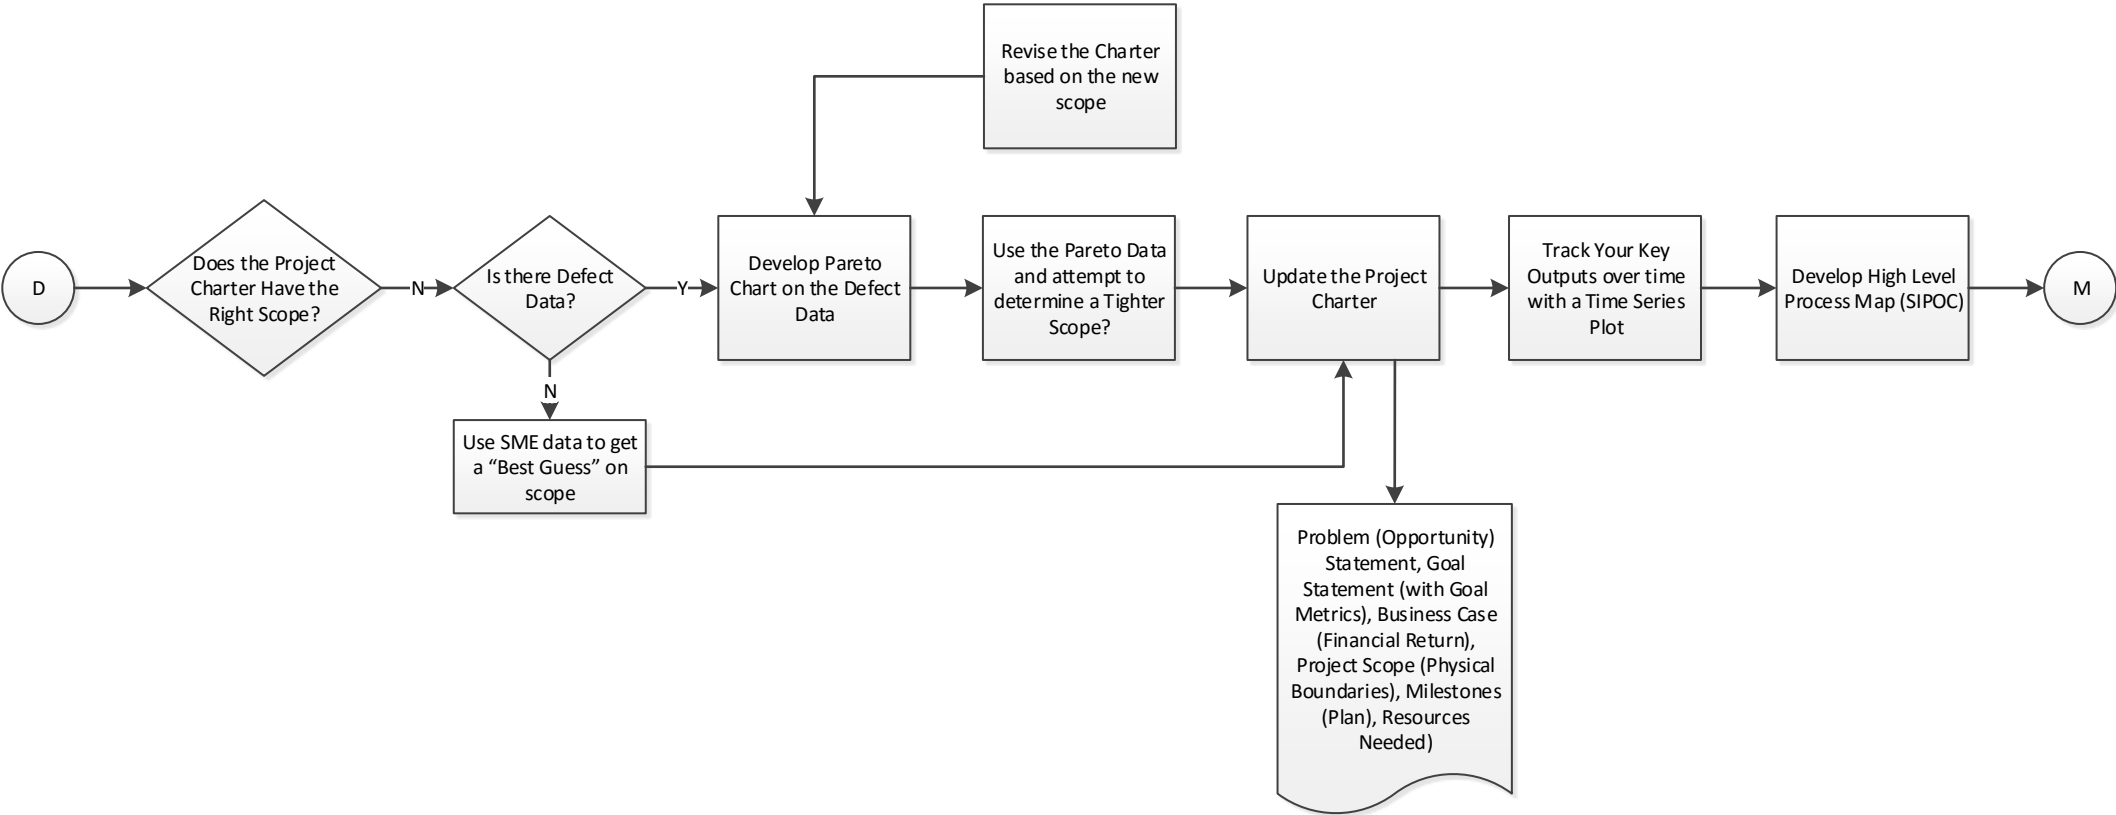 Revise the Charter
based on the new
scope
D
Does the Project
Charter Have the
Right Scope?
N
Is there Defect
Data?
Y
Develop Pareto
Chart on the Defect
Data
Use the Pareto Data
and attempt to
determine a Tighter
Scope?
Update the Project
Charter
Track Your Key
Outputs over time
with a Time Series
Plot
Develop High Level
Process Map (SIPOC)
M
N
Use SME data to get
a “Best Guess” on
scope
Problem (Opportunity)
Statement, Goal
Statement (with Goal
Metrics), Business Case
(Financial Return),
Project Scope (Physical
Boundaries), Milestones
(Plan), Resources
Needed)